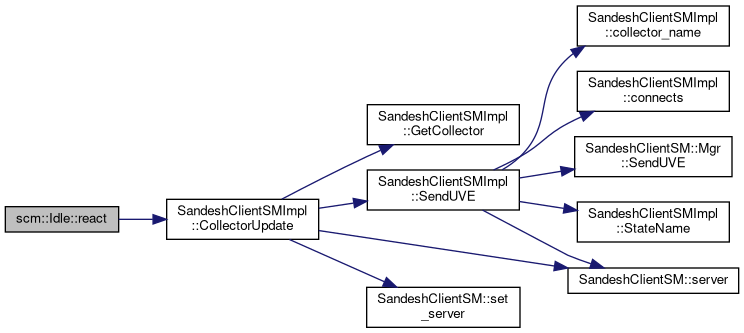 SandeshClientSMImpl
::collector_name
SandeshClientSMImpl
::connects
SandeshClientSMImpl
::GetCollector
SandeshClientSM::Mgr
::SendUVE
SandeshClientSMImpl
::SendUVE
scm::Idle::react
SandeshClientSMImpl
::CollectorUpdate
SandeshClientSMImpl
::StateName
SandeshClientSM::server
SandeshClientSM::set
_server